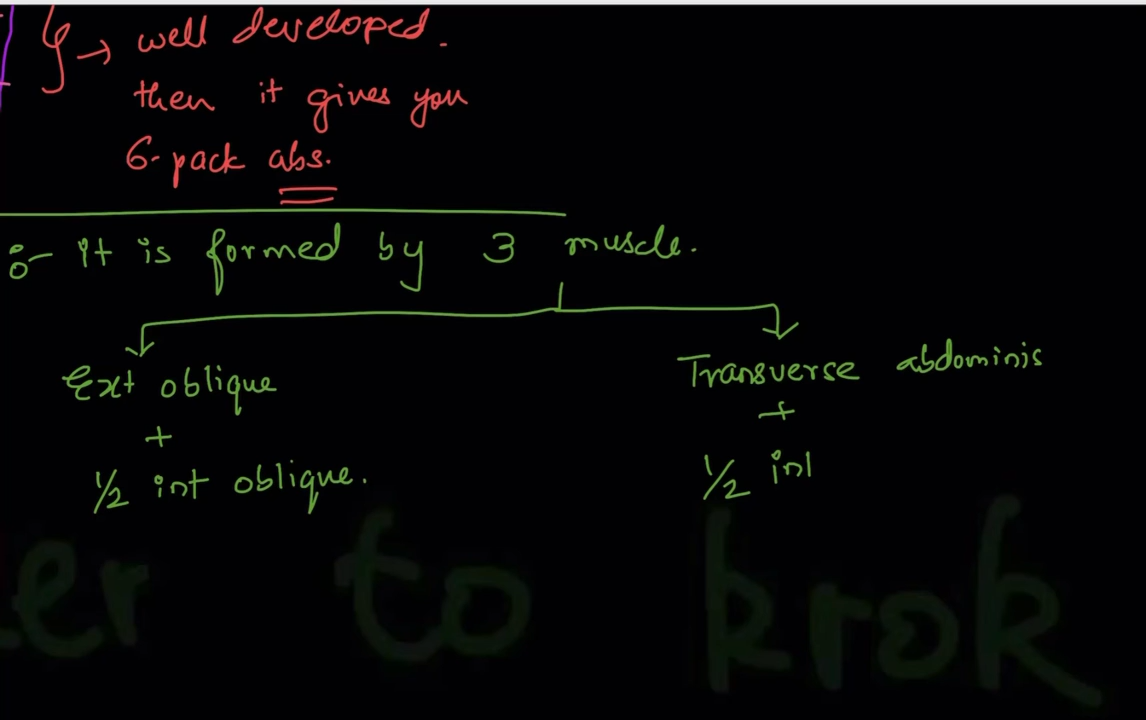 → well developed.
then it gives you
6-pack abs.
:- it is formed by 3 muscle.
Ext oblique
+
½ int oblique.
Transverse abdominis
+
½ int
to krok